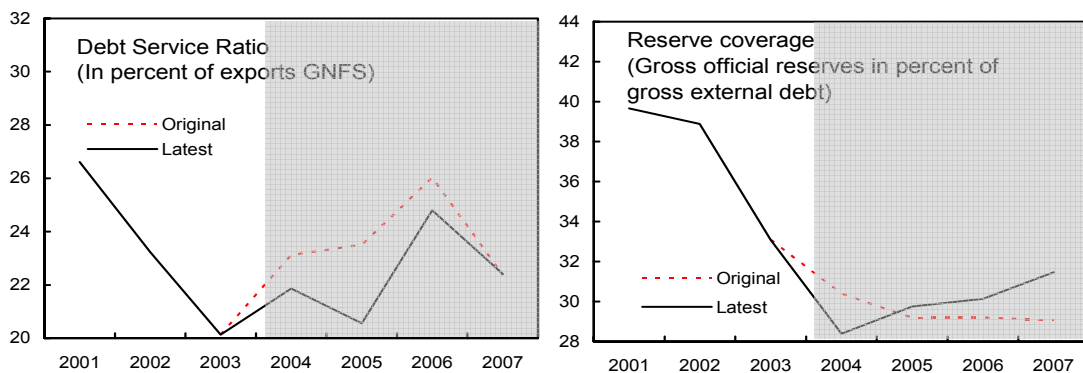 Debt Service Ratio
(In percent of exports GNFS)
Original
Latest
32
30
28
26
24
22
20
2001 2002 2003 2004 2005 2006 2007
Reserve coverage
(Gross official reserves in percent of
gross external debt)
Original
Latest
44
42
40
38
36
34
32
30
28
2001 2002 2003 2004 2005 2006 2007